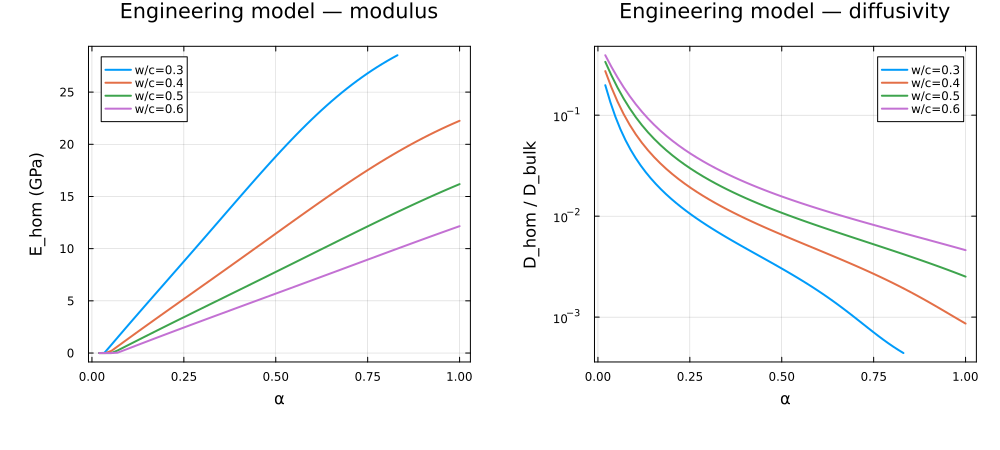 Engineering model — modulus
E_hom (GPa)
25
20
15
10
5
0
w/c=0.3
w/c=0.4
w/c=0.5
w/c=0.6
0.00 0.25 0.50 0.75 1.00
α
Engineering model — diffusivity
D_hom / D_bulk
10⁻¹
10⁻²
10⁻³
w/c=0.3
w/c=0.4
w/c=0.5
w/c=0.6
0.00 0.25 0.50 0.75 1.00
α